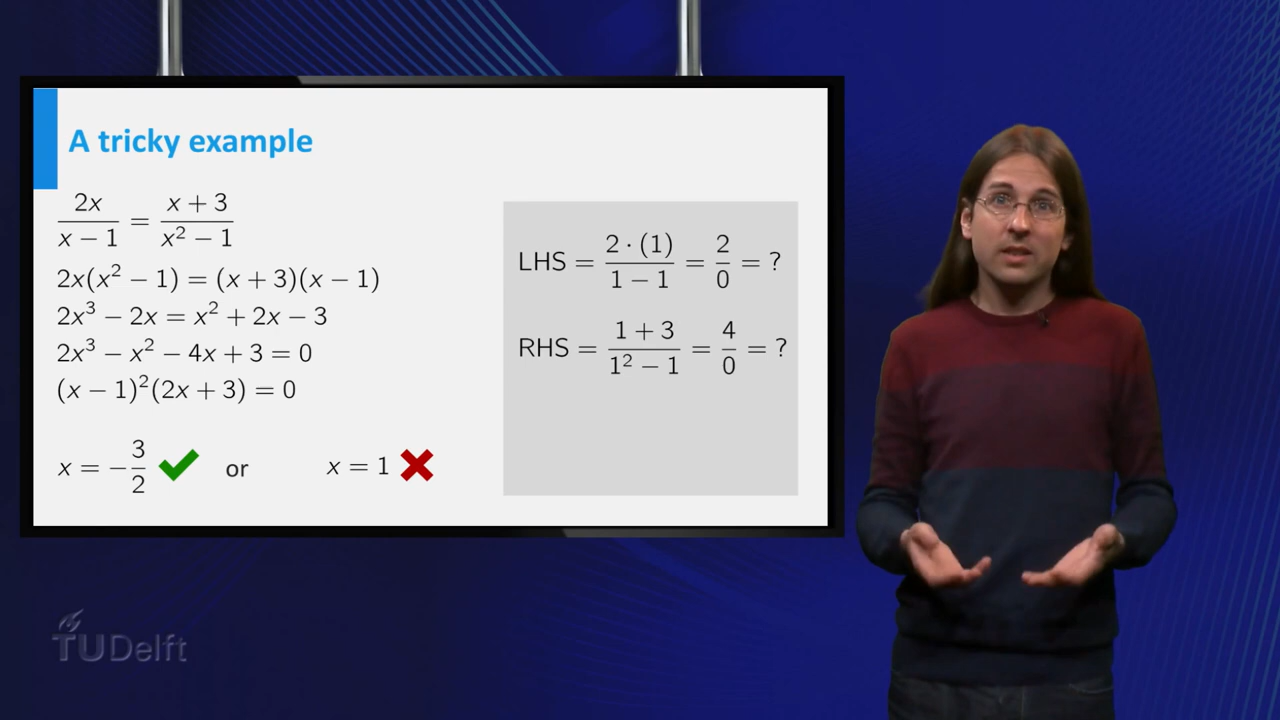 A tricky example
2x/(x − 1) = (x + 3)/(x² − 1)
2x(x² − 1) = (x + 3)(x − 1)
2x³ − 2x = x² + 2x − 3
2x³ − x² − 4x + 3 = 0
(x − 1)²(2x + 3) = 0
x = −3/2 ✔ or x = 1 ✖
LHS = 2 · (1)/(1 − 1) = 2/0 = ?
RHS = (1 + 3)/(1² − 1) = 4/0 = ?
TUDelft